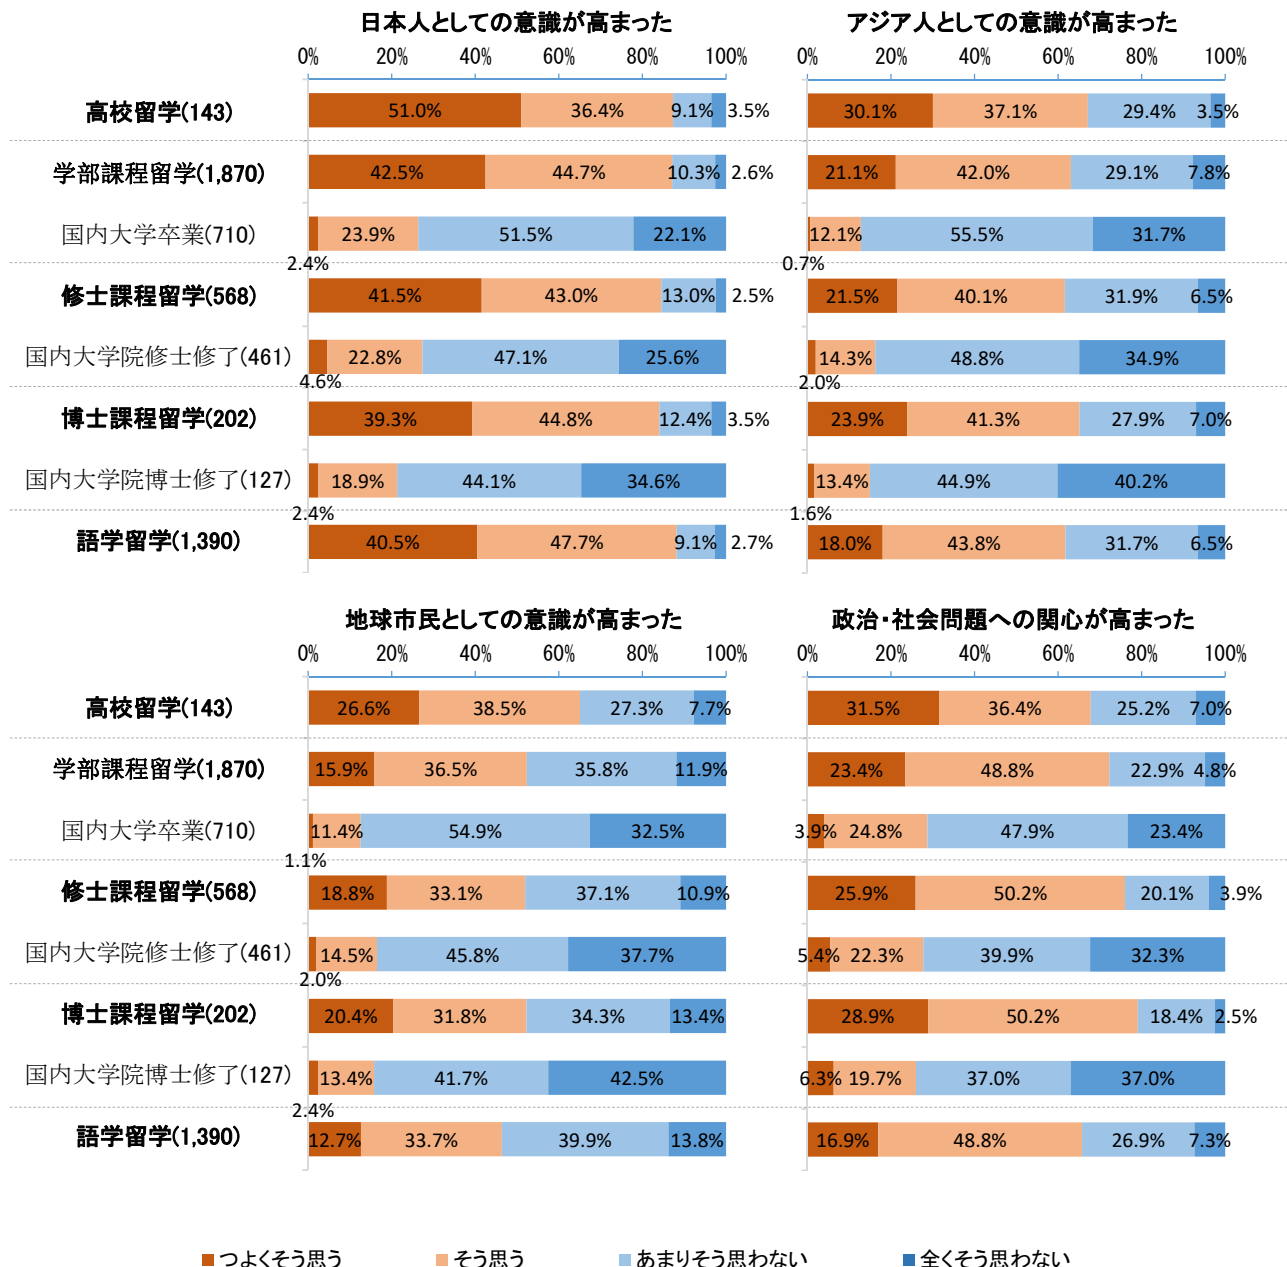 日本人としての意識が高まった
0% 20% 40% 60% 80% 100%
高校留学(143) 51.0% 36.4% 9.1% 3.5%
学部課程留学(1,870) 42.5% 44.7% 10.3% 2.6%
国内大学卒業(710) 2.4% 23.9% 51.5% 22.1%
修士課程留学(568) 41.5% 43.0% 13.0% 2.5%
国内大学院修士修了(461) 4.6% 22.8% 47.1% 25.6%
博士課程留学(202) 39.3% 44.8% 12.4% 3.5%
国内大学院博士修了(127) 2.4% 18.9% 44.1% 34.6%
語学留学(1,390) 40.5% 47.7% 9.1% 2.7%
アジア人としての意識が高まった
0% 20% 40% 60% 80% 100%
30.1% 37.1% 29.4% 3.5%
21.1% 42.0% 29.1% 7.8%
0.7% 12.1% 55.5% 31.7%
21.5% 40.1% 31.9% 6.5%
2.0% 14.3% 48.8% 34.9%
23.9% 41.3% 27.9% 7.0%
1.6% 13.4% 44.9% 40.2%
18.0% 43.8% 31.7% 6.5%
地球市民としての意識が高まった
0% 20% 40% 60% 80% 100%
高校留学(143) 26.6% 38.5% 27.3% 7.7%
学部課程留学(1,870) 15.9% 36.5% 35.8% 11.9%
国内大学卒業(710) 1.1% 11.4% 54.9% 32.5%
修士課程留学(568) 18.8% 33.1% 37.1% 10.9%
国内大学院修士修了(461) 2.0% 14.5% 45.8% 37.7%
博士課程留学(202) 20.4% 31.8% 34.3% 13.4%
国内大学院博士修了(127) 2.4% 13.4% 41.7% 42.5%
語学留学(1,390) 12.7% 33.7% 39.9% 13.8%
政治・社会問題への関心が高まった
0% 20% 40% 60% 80% 100%
31.5% 36.4% 25.2% 7.0%
23.4% 48.8% 22.9% 4.8%
3.9% 24.8% 47.9% 23.4%
25.9% 50.2% 20.1% 3.9%
5.4% 22.3% 39.9% 32.3%
28.9% 50.2% 18.4% 2.5%
6.3% 19.7% 37.0% 37.0%
16.9% 48.8% 26.9% 7.3%
つよくそう思う そう思う あまりそう思わない 全くそう思わない